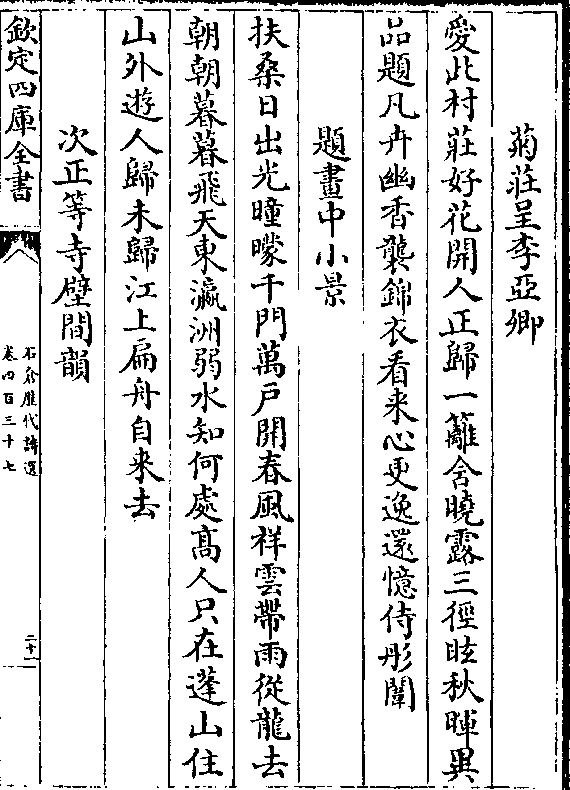 菊莊呈李亞卿
愛此村莊好花開人正歸一籬含曉露三徑眩秋暉異
品題凡卉幽香襲錦衣看来心更逸還憶侍彤闈
題畫中小景
扶桑日出光曈曚千門萬戶開春風祥雲帶雨從龍去
朝朝暮暮飛天東瀛洲弱水知何處髙人只在蓬山住
山外遊人歸未歸江上扁舟自来去
次正等寺壁間韻
欽定四庫全書
石倉歷代詩選
卷四百三十七
二十一